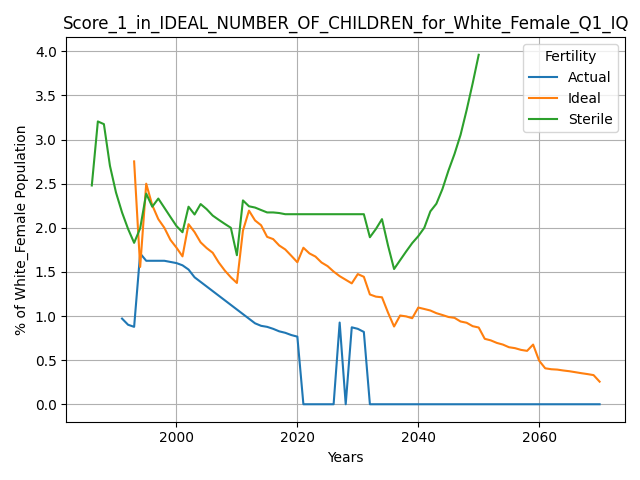 Score_1_in_IDEAL_NUMBER_OF_CHILDREN_for_White_Female_Q1_IQ
Fertility
Actual
Ideal
Sterile
% of White_Female Population
4.0
3.5
3.0
2.5
2.0
1.5
1.0
0.5
0.0
2000 2020 2040 2060
Years